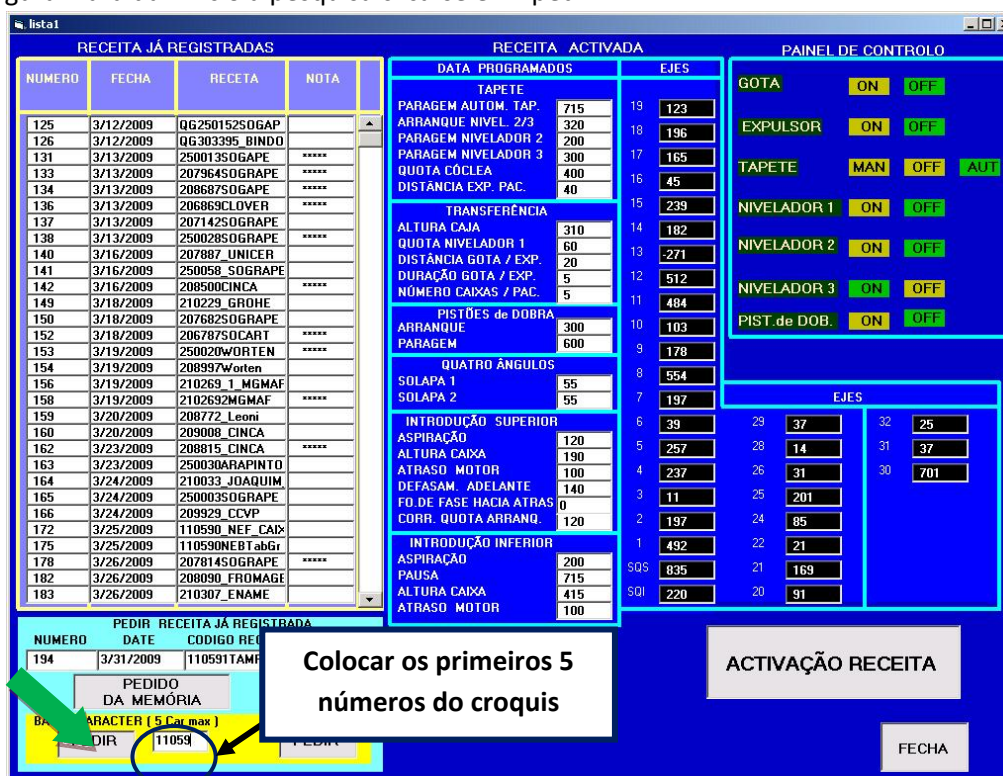 lista1
RECEITA JÁ REGISTRADAS
NUMERO FECHA RECETA NOTA
125 3/12/2009 QG250152SOGAP
126 3/12/2009 QG303395_BINDO
131 3/13/2009 250013SOGAPE *****
133 3/13/2009 207964SOGRAPE *****
134 3/13/2009 208687SOGAPE *****
136 3/13/2009 206869CLOVER *****
137 3/13/2009 207142SOGRAPE
138 3/13/2009 250028SOGRAPE *****
140 3/16/2009 207887_UNICER
141 3/16/2009 250058_SOGRAPE
142 3/16/2009 208500CINCA *****
149 3/18/2009 210229_GROHE
150 3/18/2009 207682SOGRAPE
152 3/18/2009 206787SOCART *****
153 3/19/2009 250020WORTEN *****
154 3/19/2009 208997Worten
156 3/19/2009 210269_1_MGMAF
158 3/19/2009 2102692MGMAF *****
159 3/20/2009 208772_Leoni
160 3/23/2009 209008_CINCA
162 3/23/2009 208815_CINCA *****
163 3/23/2009 250030ARAPINTO
164 3/24/2009 210033_JOAQUIM
165 3/24/2009 250003SOGRAPE
166 3/24/2009 209929_CCVP
172 3/25/2009 110590_NEF_CAIX
175 3/25/2009 110590NEBTabGr
178 3/26/2009 207814SOGRAPE *****
182 3/26/2009 208090_FROMAGE
183 3/26/2009 210307_ENAME
PEDIR RECEITA JÁ REGISTRADA
NUMERO DATE CODIGO
194 3/31/2009 110591TAMP
PEDIDO
DA MEMÓRIA
ARACTER ( 5 Car max )
DIR 11059 PEDIR
Colocar os primeiros 5
números do croquis
RECEITA ACTIVADA
DATA PROGRAMADOS
TAPETE
PARAGEM AUTOM. TAP. 715
ARRANQUE NIVEL. 2/3 320
PARAGEM NIVELADOR 2 200
PARAGEM NIVELADOR 3 300
QUOTA CÓCLEA 400
DISTÂNCIA EXP. PAC. 40
TRANSFERÊNCIA
ALTURA CAJA 310
QUOTA NIVELADOR 1 60
DISTÂNCIA GOTA / EXP. 20
DURAÇÃO GOTA / EXP. 5
NÚMERO CAIXAS / PAC. 5
PISTÕES de DOBRA
ARRANQUE 300
PARAGEM 600
QUATRO ÂNGULOS
SOLAPA 1 55
SOLAPA 2 55
INTRODUÇÃO SUPERIOR
ASPIRAÇÃO 120
ALTURA CAIXA 190
ATRASO MOTOR 100
DEFASAM. ADELANTE 140
FO.DE FASE HACIA ATRAS 0
CORR. QUOTA ARRANQ. 120
INTRODUÇÃO INFERIOR
ASPIRAÇÃO 200
PAUSA 715
ALTURA CAIXA 415
ATRASO MOTOR 100
EJES
19 123
18 196
17 165
16 45
15 239
14 182
13 -271
12 512
11 484
10 103
9 178
8 554
7 197
6 39
5 257
4 237
3 11
2 197
1 492
SQS 835
SQI 220
PAINEL DE CONTROLO
GOTA ON OFF
EXPULSOR ON OFF
TAPETE MAN OFF AUT
NIVELADOR 1 ON OFF
NIVELADOR 2 ON OFF
NIVELADOR 3 ON OFF
PIST.de DOB. ON OFF
EJES
29 37 32 25
28 14 31 37
26 31 30 701
25 201
24 85
22 21
21 169
20 91
ACTIVAÇÃO RECEITA
FECHA